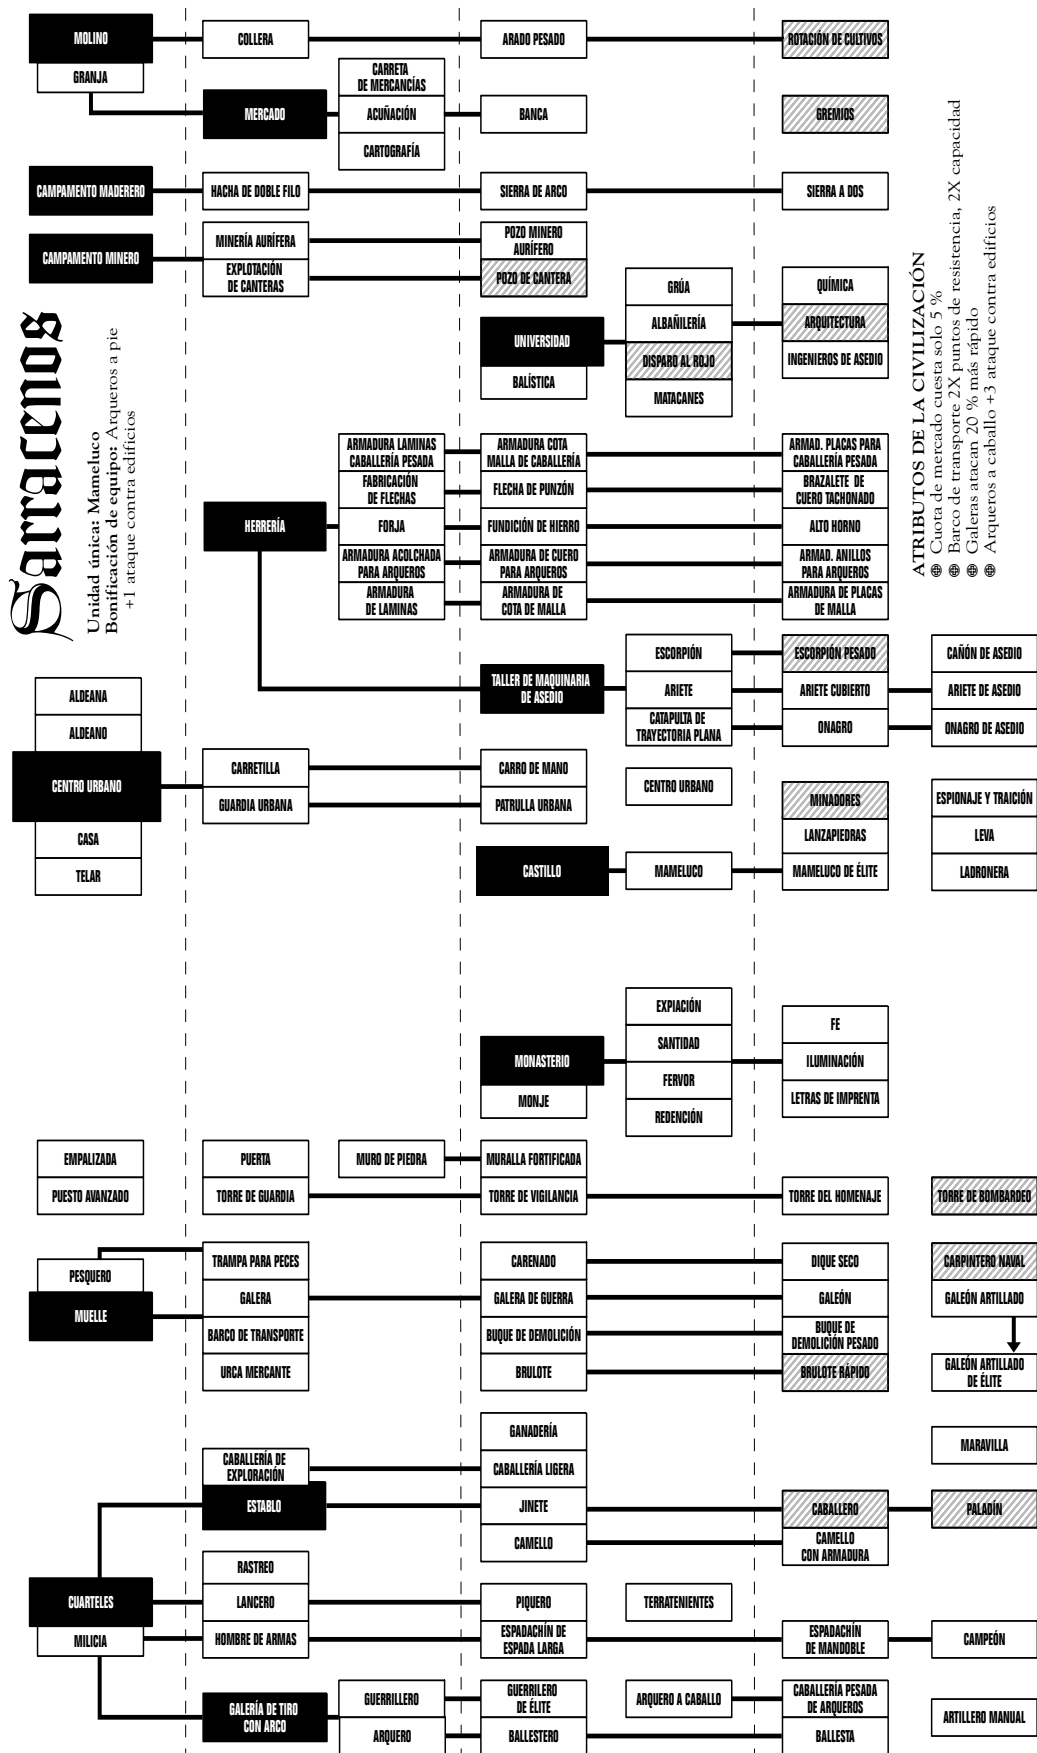 MOLINO
GRANJA
COLLERA
ARADO PESADO
ROTACIÓN DE CULTIVOS
MERCADO
CARRETA
DE MERCANCÍAS
ACUÑACIÓN
CARTOGRAFÍA
BANCA
GREMIOS
CAMPAMENTO MADERERO
HACHA DE DOBLE FILO
SIERRA DE ARCO
SIERRA A DOS
CAMPAMENTO MINERO
MINERÍA AURÍFERA
EXPLOTACIÓN
DE CANTERAS
POZO MINERO
AURÍFERO
POZO DE CANTERA
UNIVERSIDAD
BALÍSTICA
GRÚA
ALBAÑILERÍA
DISPARO AL ROJO
MATACANES
QUÍMICA
ARQUITECTURA
INGENIEROS DE ASEDIO
Sarracenos
Unidad única: Mameluco
Bonificación de equipo: Arqueros a pie
+1 ataque contra edificios
ATRIBUTOS DE LA CIVILIZACIÓN
Cuota de mercado cuesta solo 5 %
Barco de transporte 2X puntos de resistencia, 2X capacidad
Galeras atacan 20 % más rápido
Arqueros a caballo +3 ataque contra edificios
HERRERÍA
ARMADURA LAMINAS
CABALLERÍA PESADA
FABRICACIÓN
DE FLECHAS
FORJA
ARMADURA ACOLCHADA
PARA ARQUEROS
ARMADURA
DE LAMINAS
ARMADURA COTA
MALLA DE CABALLERÍA
FLECHA DE PUNZÓN
FUNDICIÓN DE HIERRO
ARMADURA DE CUERO
PARA ARQUEROS
ARMADURA DE
COTA DE MALLA
ARMAD. PLACAS PARA
CABALLERÍA PESADA
BRAZALETE DE
CUERO TACHONADO
ALTO HORNO
ARMAD. ANILLOS
PARA ARQUEROS
ARMADURA DE PLACAS
DE MALLA
TALLER DE MAQUINARIA
DE ASEDIO
ESCORPIÓN
ARIETE
CATAPULTA DE
TRAYECTORIA PLANA
ESCORPIÓN PESADO
ARIETE CUBIERTO
ONAGRO
CAÑÓN DE ASEDIO
ARIETE DE ASEDIO
ONAGRO DE ASEDIO
ALDEANA
ALDEANO
CENTRO URBANO
CASA
TELAR
CARRETILLA
GUARDIA URBANA
CARRO DE MANO
PATRULLA URBANA
CENTRO URBANO
CASTILLO
MAMELUCO
MINADORES
LANZAPIEDRAS
MAMELUCO DE ÉLITE
ESPIONAJE Y TRAICIÓN
LEVA
LADRONERA
MONASTERIO
MONJE
EXPIACIÓN
SANTIDAD
FERVOR
REDENCIÓN
FE
ILUMINACIÓN
LETRAS DE IMPRENTA
EMPALIZADA
PUESTO AVANZADO
PUERTA
TORRE DE GUARDIA
MURO DE PIEDRA
MURALLA FORTIFICADA
TORRE DE VIGILANCIA
TORRE DEL HOMENAJE
TORRE DE BOMBARDEO
PESQUERO
MUELLE
TRAMPA PARA PECES
GALERA
BARCO DE TRANSPORTE
URCA MERCANTE
CARENADO
GALERA DE GUERRA
BUQUE DE DEMOLICIÓN
BRULOTE
DIQUE SECO
GALEÓN
BUQUE DE
DEMOLICIÓN PESADO
BRULOTE RÁPIDO
CARPINTERO NAVAL
GALEÓN ARTILLADO
GALEÓN ARTILLADO
DE ÉLITE
MARAVILLA
CABALLERÍA DE
EXPLORACIÓN
ESTABLO
GANADERÍA
CABALLERÍA LIGERA
JINETE
CAMELLO
CABALLERO
CAMELLO
CON ARMADURA
PALADÍN
CUARTELES
MILICIA
RASTREO
LANCERO
HOMBRE DE ARMAS
PIQUERO
ESPADACHÍN DE
ESPADA LARGA
TERRATENIENTES
ESPADACHÍN
DE MANDOBLE
CAMPEÓN
GALERÍA DE TIRO
CON ARCO
GUERRILLERO
ARQUERO
GUERRILERO
DE ÉLITE
BALLESTERO
ARQUERO A CABALLO
CABALLERÍA PESADA
DE ARQUEROS
BALLESTA
ARTILLERO MANUAL